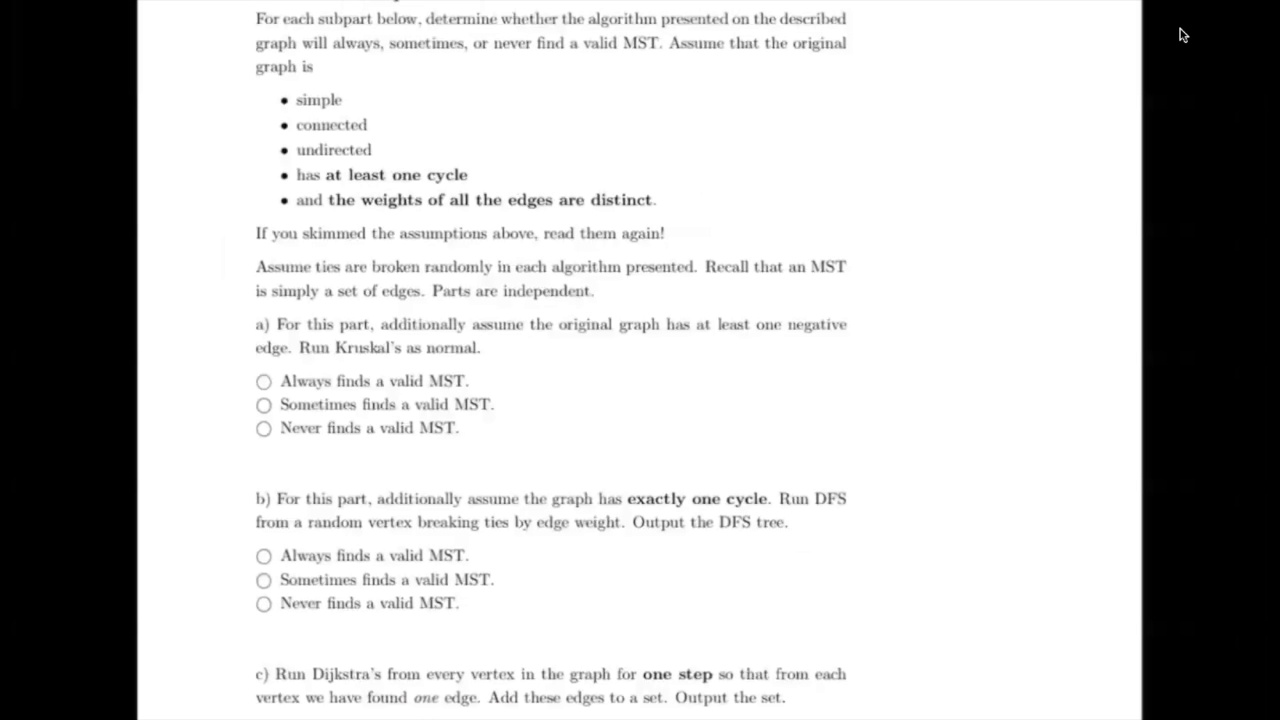 For each subpart below, determine whether the algorithm presented on the described
graph will always, sometimes, or never find a valid MST. Assume that the original
graph is
• simple
• connected
• undirected
• has at least one cycle
• and the weights of all the edges are distinct.
If you skimmed the assumptions above, read them again!
Assume ties are broken randomly in each algorithm presented. Recall that an MST
is simply a set of edges. Parts are independent.
a) For this part, additionally assume the original graph has at least one negative
edge. Run Kruskal's as normal.
Always finds a valid MST.
Sometimes finds a valid MST.
Never finds a valid MST.
b) For this part, additionally assume the graph has exactly one cycle. Run DFS
from a random vertex breaking ties by edge weight. Output the DFS tree.
Always finds a valid MST.
Sometimes finds a valid MST.
Never finds a valid MST.
c) Run Dijkstra's from every vertex in the graph for one step so that from each
vertex we have found one edge. Add these edges to a set. Output the set.